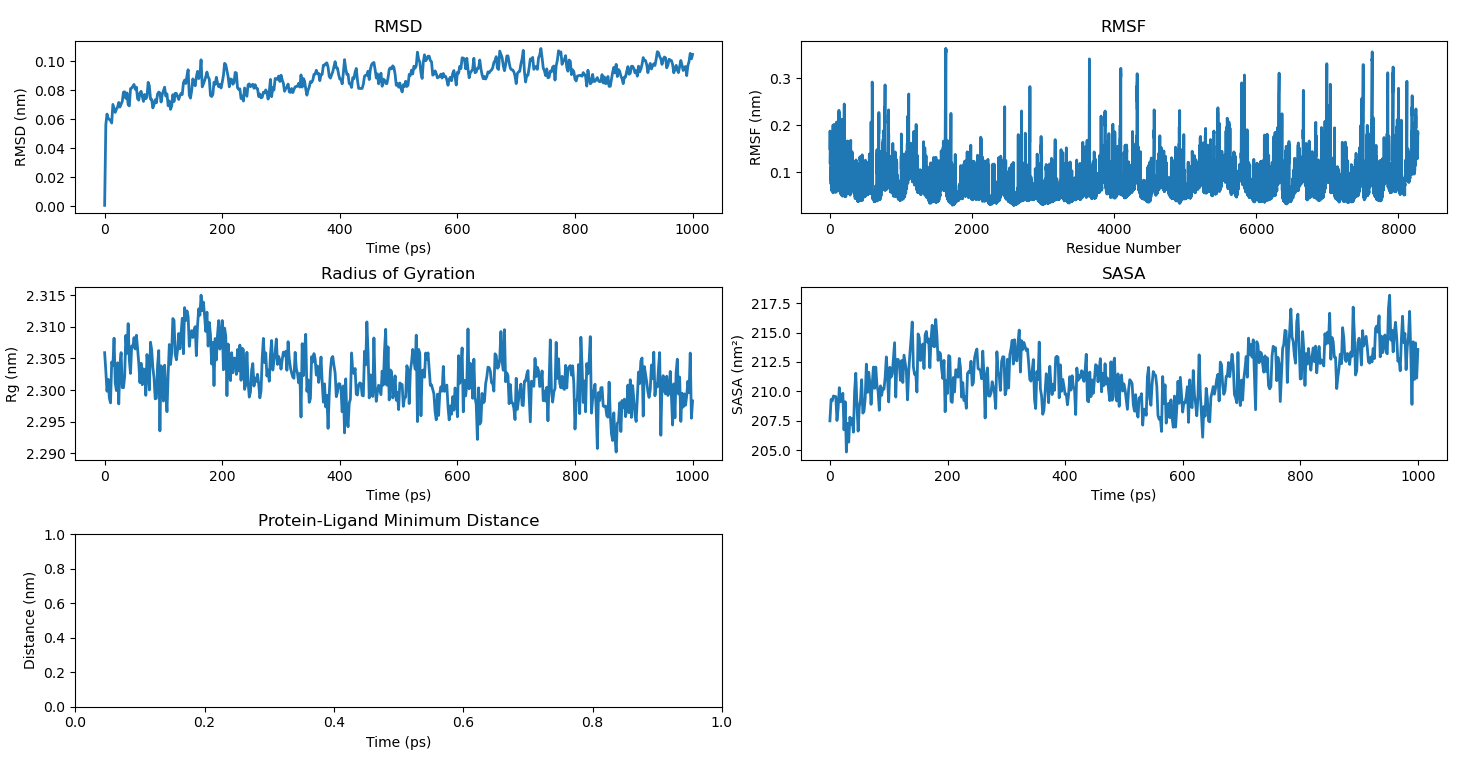 RMSD
RMSD (nm)
0.10
0.08
0.06
0.04
0.02
0.00
0 200 400 600 800 1000
Time (ps)
RMSF
RMSF (nm)
0.3
0.2
0.1
0 2000 4000 6000 8000
Residue Number
Radius of Gyration
Rg (nm)
2.315
2.310
2.305
2.300
2.295
2.290
0 200 400 600 800 1000
Time (ps)
SASA
SASA (nm²)
217.5
215.0
212.5
210.0
207.5
205.0
0 200 400 600 800 1000
Time (ps)
Protein-Ligand Minimum Distance
Distance (nm)
1.0
0.8
0.6
0.4
0.2
0.0
0.0 0.2 0.4 0.6 0.8 1.0
Time (ps)